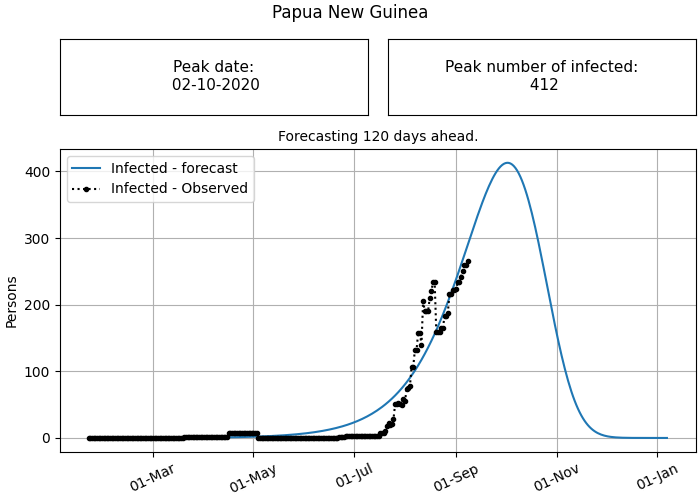 Papua New Guinea
Peak date:
02-10-2020
Peak number of infected:
412
Forecasting 120 days ahead.
Infected - forecast
Infected - Observed
Persons
400
300
200
100
0
01-Mar
01-May
01-Jul
01-Sep
01-Nov
01-Jan